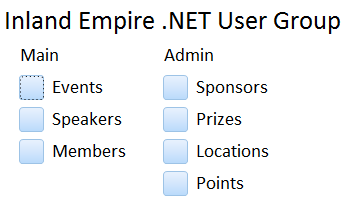 Inland Empire .NET User Group
Main
Events
Speakers
Members
Admin
Sponsors
Prizes
Locations
Points